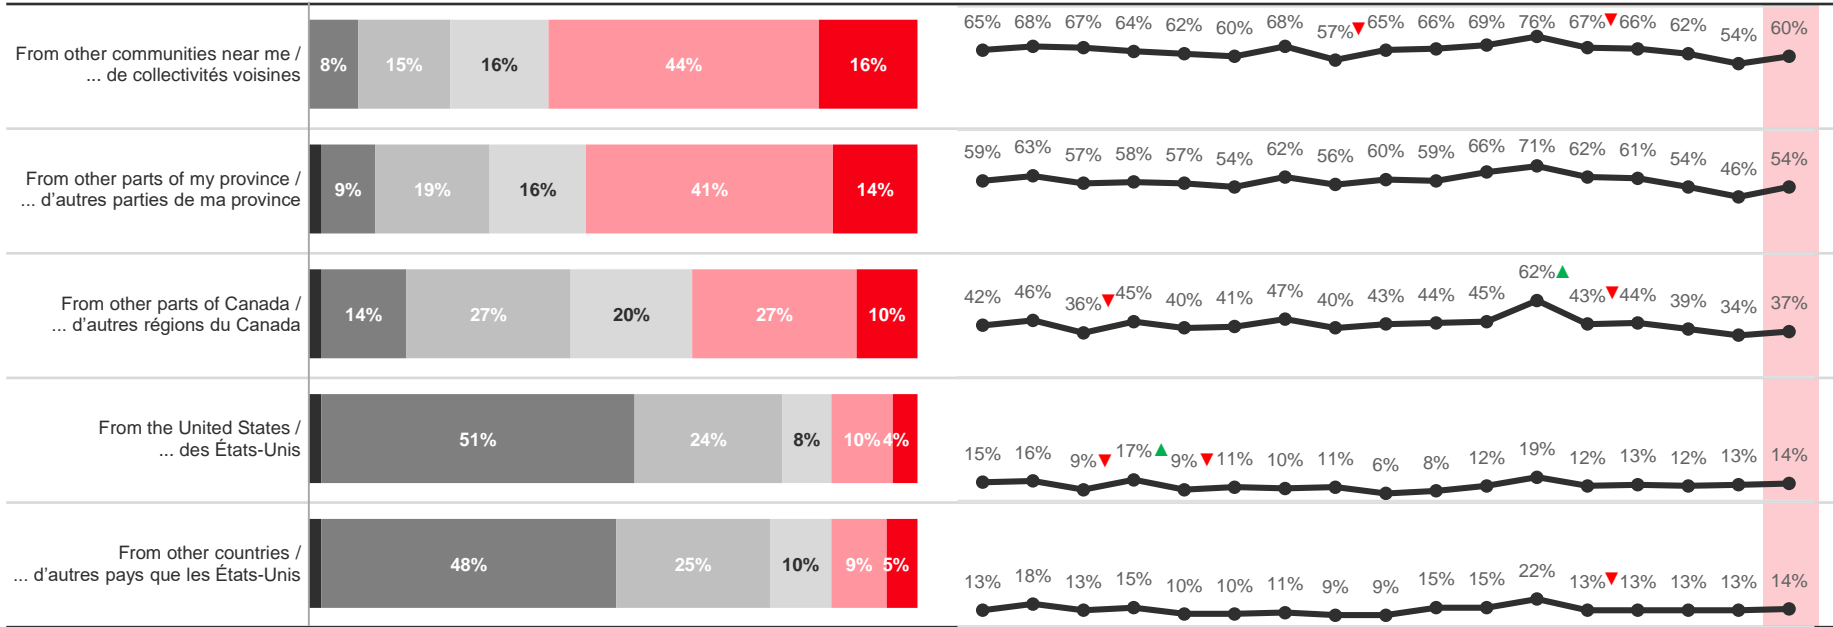 From other communities near me /
... de collectivités voisines
8% 15% 16% 44% 16%
65% 68% 67% 64% 62% 60% 68% 57% 65% 66% 69% 76% 67% 66% 62% 54% 60%
From other parts of my province /
... d'autres parties de ma province
9% 19% 16% 41% 14%
59% 63% 57% 58% 57% 54% 62% 56% 60% 59% 66% 71% 62% 61% 54% 46% 54%
From other parts of Canada /
... d'autres régions du Canada
14% 27% 20% 27% 10%
42% 46% 36% 45% 40% 41% 47% 40% 43% 44% 45% 62% 43% 44% 39% 34% 37%
From the United States /
... des États-Unis
51% 24% 8% 10% 4%
15% 16% 9% 17% 9% 11% 10% 11% 6% 8% 12% 19% 12% 13% 12% 13% 14%
From other countries /
... d'autres pays que les États-Unis
48% 25% 10% 9% 5%
13% 18% 13% 15% 10% 10% 11% 9% 9% 15% 15% 22% 13% 13% 13% 13% 14%